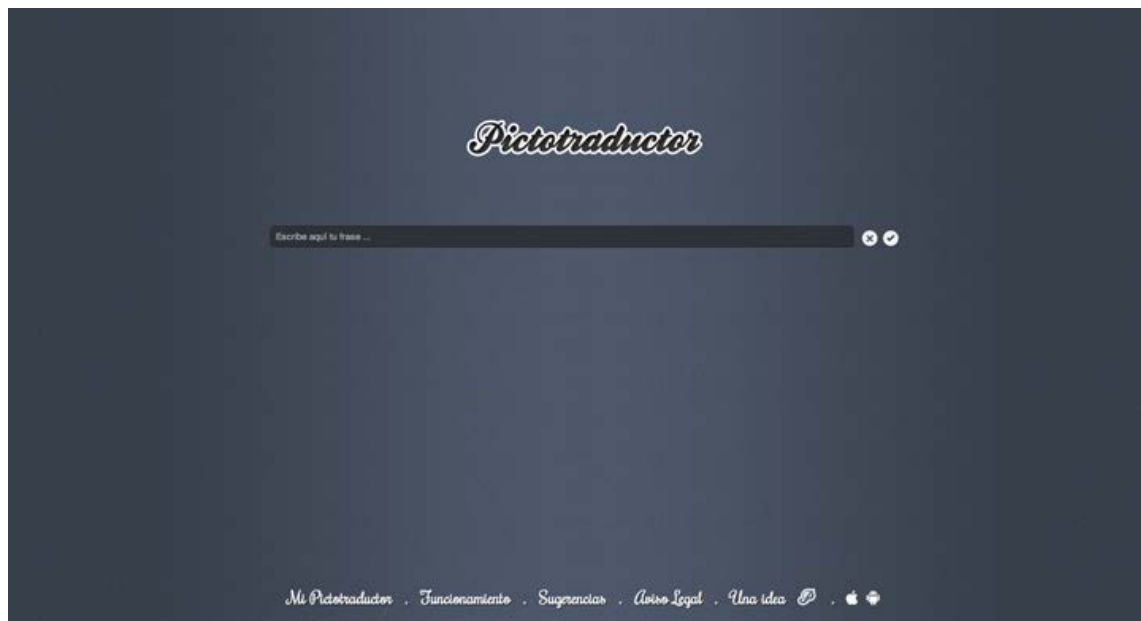 Pictotraductor
Escribe aquí tu frase ...
Mi Pictotraductor . Funcionamiento . Sugerencias . Aviso Legal . Una idea .